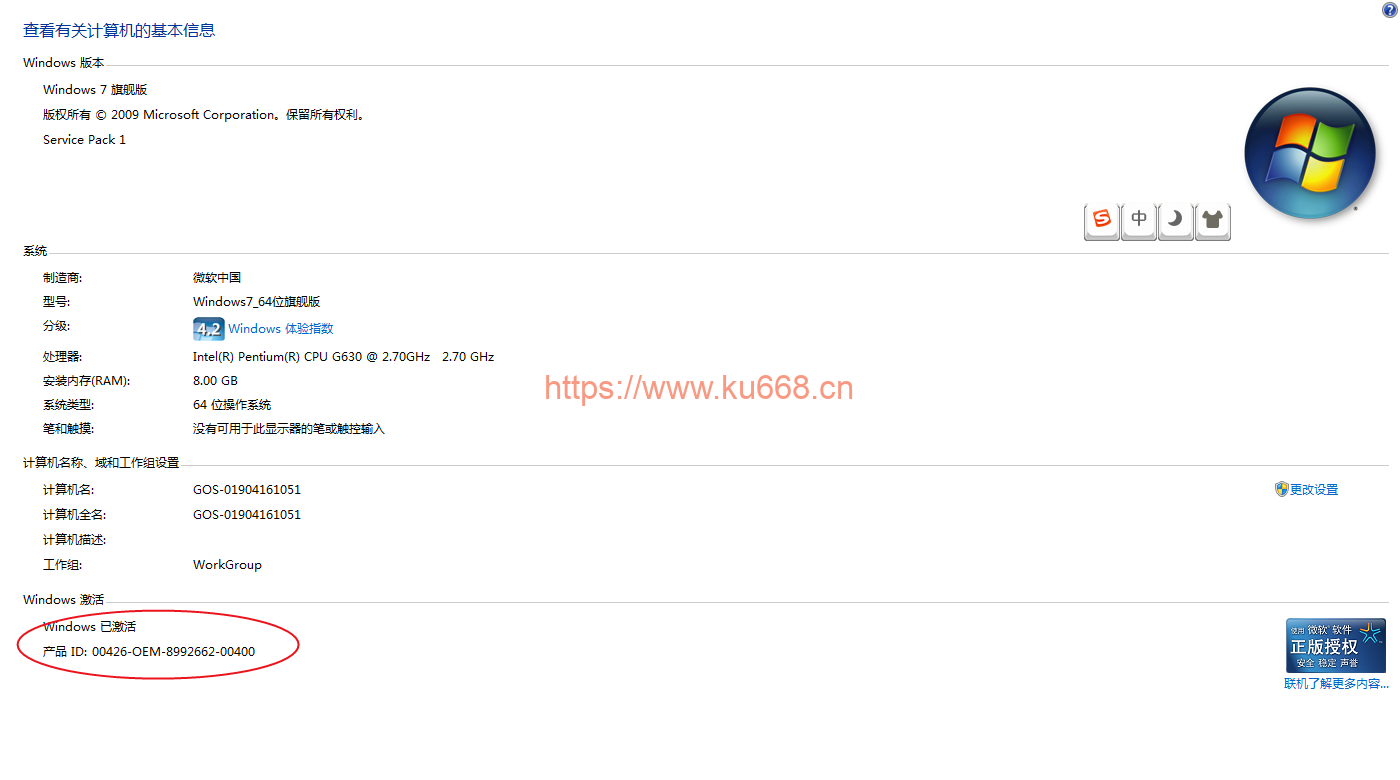 查看有关计算机的基本信息
Windows 版本
Windows 7 旗舰版
版权所有 © 2009 Microsoft Corporation。保留所有权利。
Service Pack 1
中
系统
制造商: 微软中国
型号: Windows7_64位旗舰版
分级: 4.2 Windows 体验指数
处理器: Intel(R) Pentium(R) CPU G630 @ 2.70GHz 2.70 GHz
安装内存(RAM): 8.00 GB
https://www.ku668.cn
系统类型: 64 位操作系统
笔和触摸: 没有可用于此显示器的笔或触控输入
计算机名称、域和工作组设置
计算机名: GOS-01904161051
更改设置
计算机全名: GOS-01904161051
计算机描述:
工作组: WorkGroup
Windows 激活
Windows 已激活
产品 ID: 00426-OEM-8992662-00400
使用 微软 软件
正版授权
安全 稳定 声誉
联机了解更多内容...